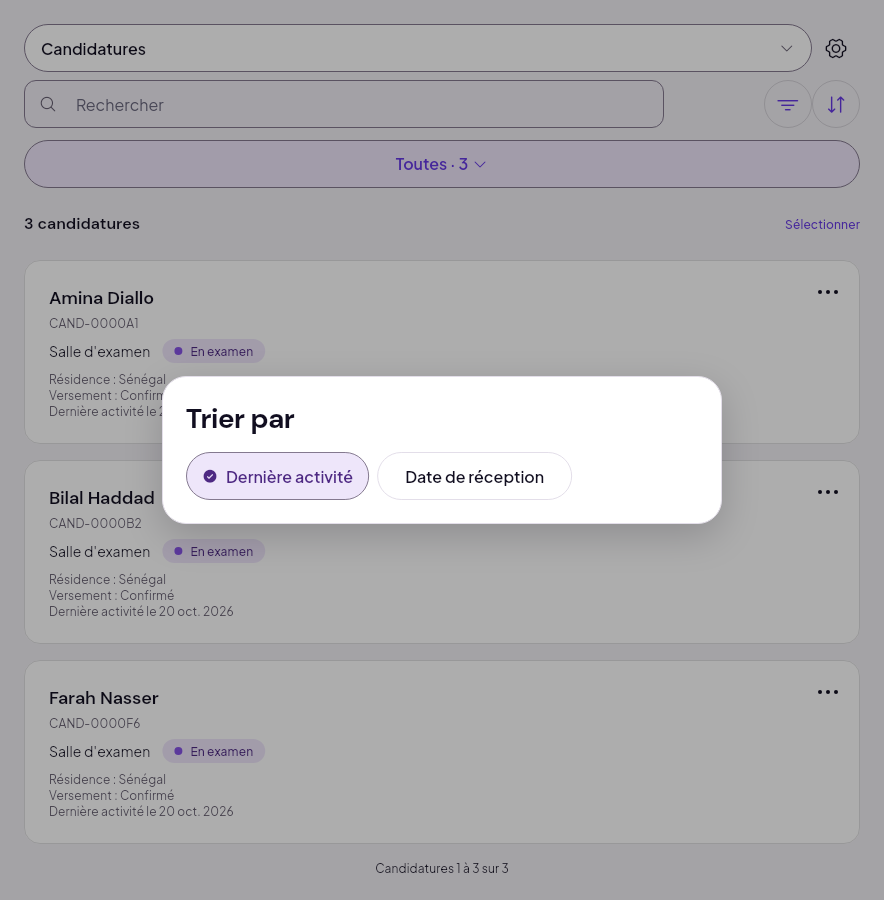 Candidatures
Rechercher
Toutes · 3
3 candidatures
Sélectionner
Amina Diallo
CAND-0000A1
Salle d'examen
En examen
Résidence : Sénégal
Versement :
Dernière activité le
Trier par
Dernière activité
Date de réception
Bilal Haddad
CAND-0000B2
Salle d'examen
En examen
Résidence : Sénégal
Versement : Confirmé
Dernière activité le 20 oct. 2026
Farah Nasser
CAND-0000F6
Salle d'examen
En examen
Résidence : Sénégal
Versement : Confirmé
Dernière activité le 20 oct. 2026
Candidatures 1 à 3 sur 3